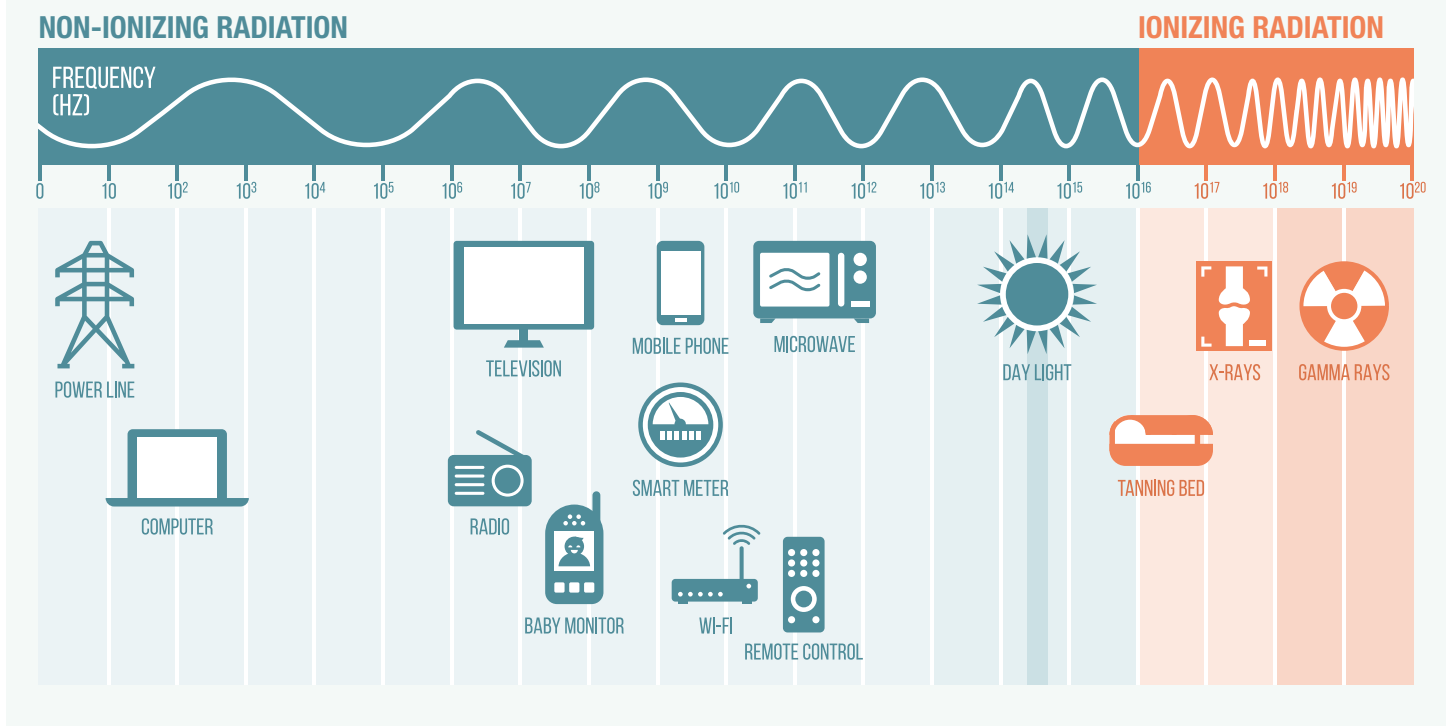 NON-IONIZING RADIATION
IONIZING RADIATION
FREQUENCY
(HZ)
0 10 10² 10³ 10⁴ 10⁵ 10⁶ 10⁷ 10⁸ 10⁹ 10¹⁰ 10¹¹ 10¹² 10¹³ 10¹⁴ 10¹⁵ 10¹⁶ 10¹⁷ 10¹⁸ 10¹⁹ 10²⁰
POWER LINE
TELEVISION
MOBILE PHONE
MICROWAVE
DAY LIGHT
X-RAYS
GAMMA RAYS
COMPUTER
RADIO
SMART METER
TANNING BED
BABY MONITOR
WI-FI
REMOTE CONTROL